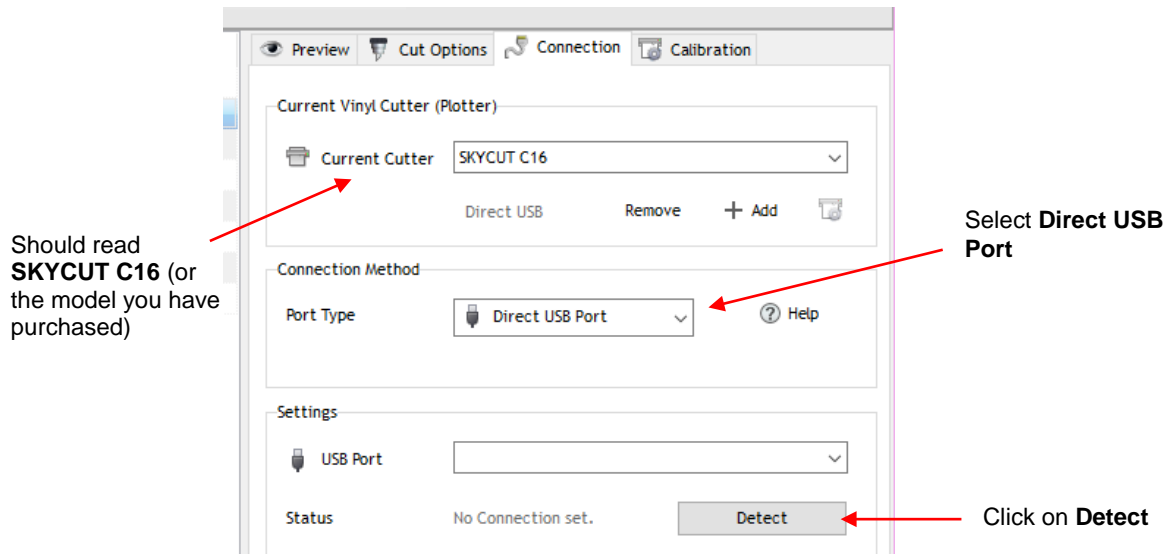 Preview Cut Options Connection Calibration
Current Vinyl Cutter (Plotter)
Current Cutter SKYCUT C16
Direct USB Remove + Add
Should read
SKYCUT C16 (or
the model you have
purchased)
Select Direct USB
Port
Connection Method
Port Type Direct USB Port ? Help
Settings
USB Port
Status No Connection set. Detect
Click on Detect